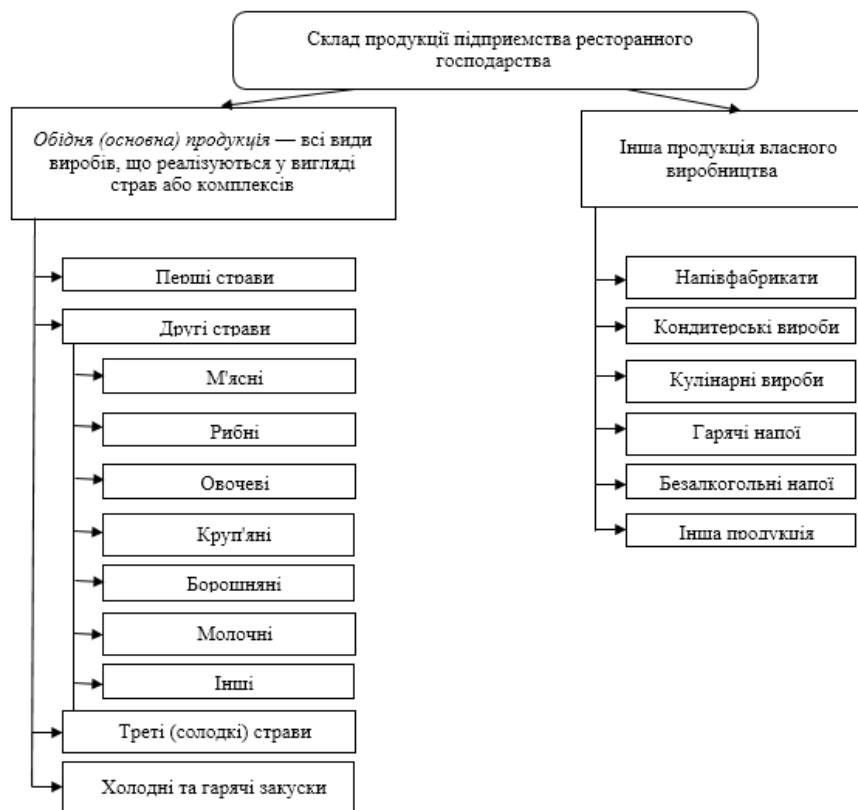 Склад продукції підприємства ресторанного
господарства
Обідня (основна) продукція — всі види
виробів, що реалізуються у вигляді
страв або комплексів
Перші страви
Другі страви
М'ясні
Рибні
Овочеві
Круп'яні
Борошняні
Молочні
Інші
Треті (солодкі) страви
Холодні та гарячі закуски
Інша продукція власного
виробництва
Напівфабрикати
Кондитерські вироби
Кулінарні вироби
Гарячі напої
Безалкогольні напої
Інша продукція